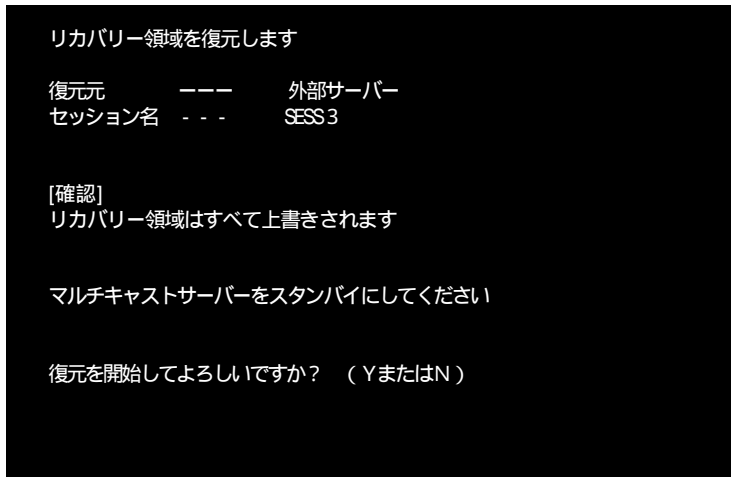 リカバリー領域を復元します
復元元 ーーー 外部サーバー
セッション名 - - - SESS3
[確認]
リカバリー領域はすべて上書きされます
マルチキャストサーバーをスタンバイにしてください
復元を開始してよろしいですか？ （YまたはN）